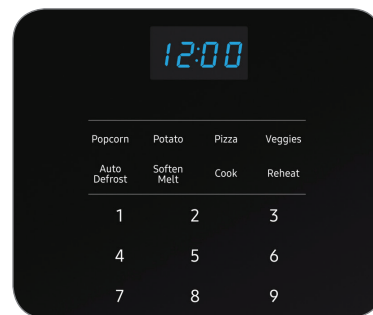 12:00
Popcorn Potato Pizza Veggies
Auto Defrost Soften Melt Cook Reheat
1 2 3
4 5 6
7 8 9